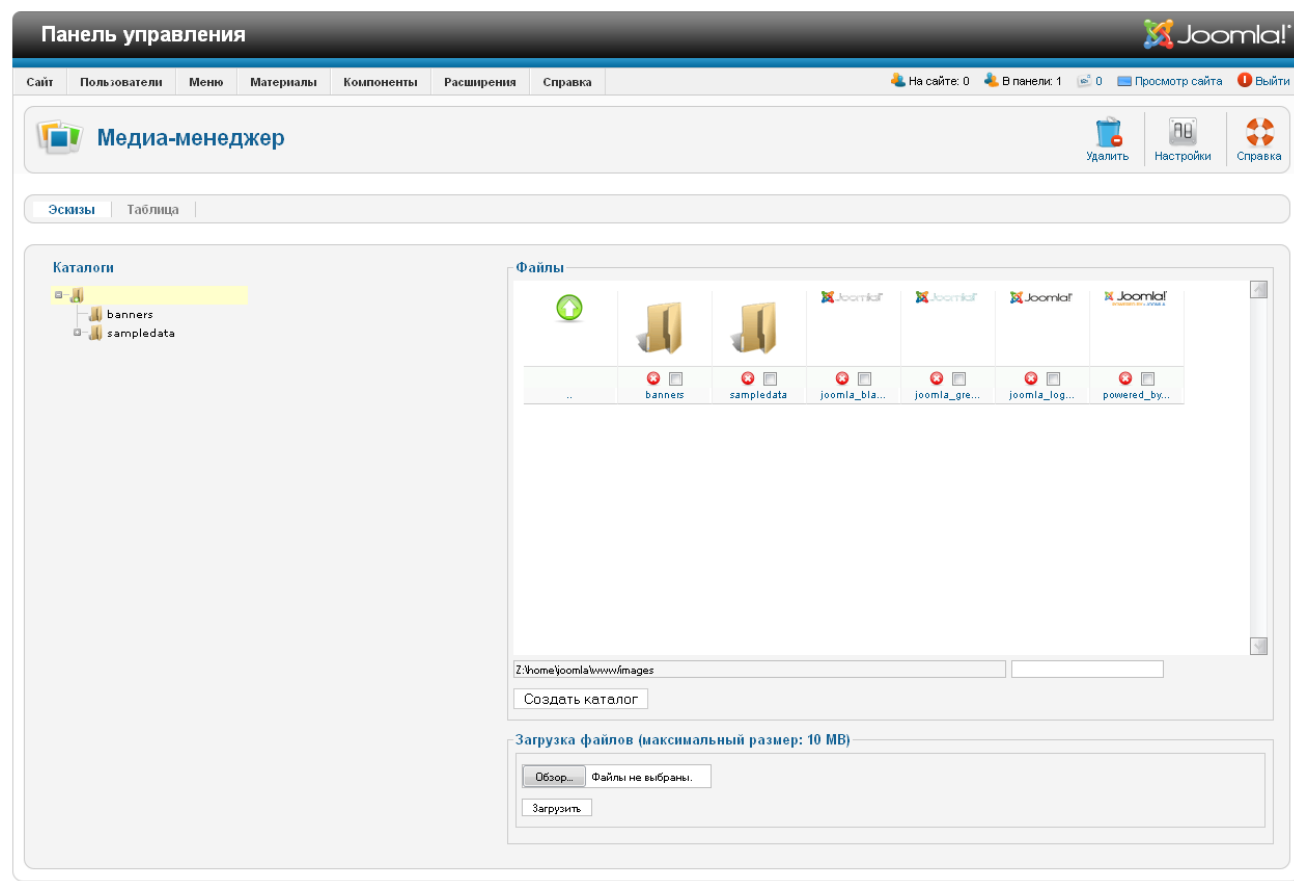 Панель управления
Joomla!
Сайт Пользователи Меню Материалы Компоненты Расширения Справка На сайте: 0 В панели: 1 0 Просмотр сайта Выйти
Медиа-менеджер
Удалить Настройки Справка
Эскизы Таблица
Каталоги
banners
sampledata
Файлы
Joomla! Joomla! Joomla! Joomla!
.. banners sampledata joomla_bla... joomla_gre... joomla_log... powered_by...
Z:\home\joomla\www/images
Создать каталог
Загрузка файлов (максимальный размер: 10 MB)
Обзор... Файлы не выбраны.
Загрузить